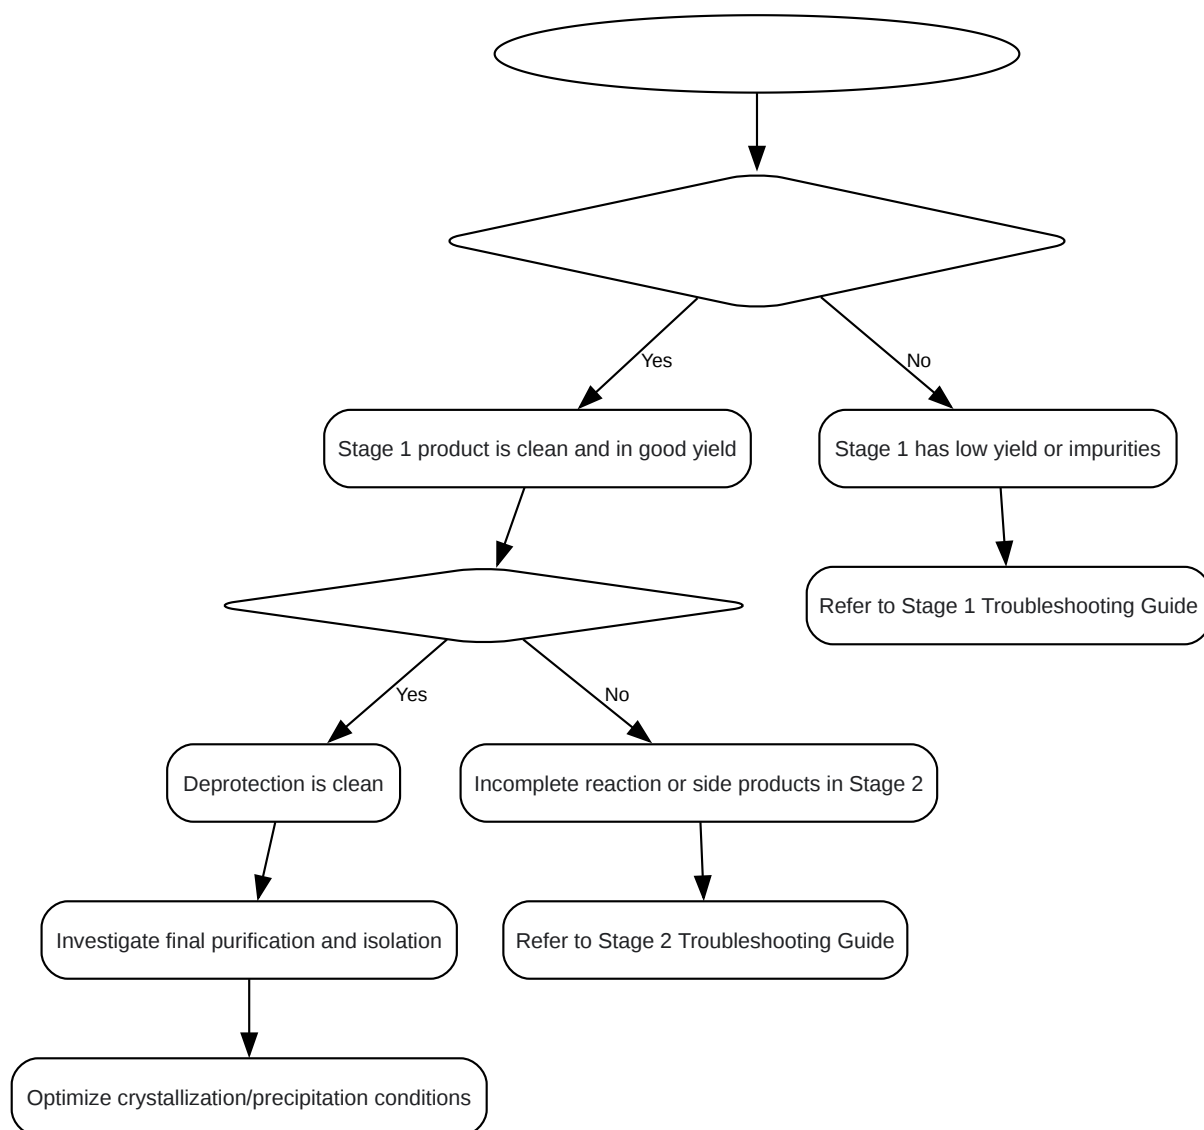 Yes
No
Stage 1 product is clean and in good yield
Stage 1 has low yield or impurities
Refer to Stage 1 Troubleshooting Guide
Yes
No
Deprotection is clean
Incomplete reaction or side products in Stage 2
Investigate final purification and isolation
Refer to Stage 2 Troubleshooting Guide
Optimize crystallization/precipitation conditions